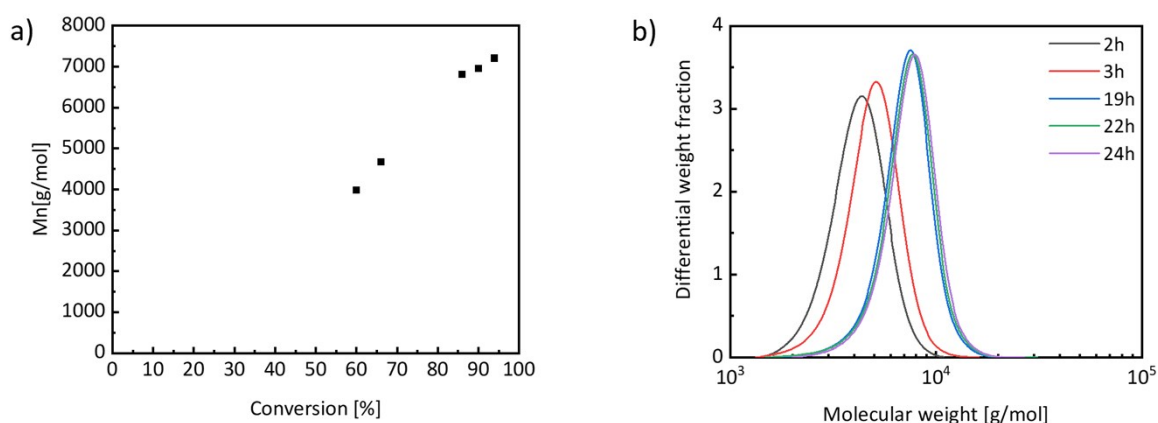 a)
8000
7000
6000
5000
4000
3000
2000
1000
0
Mn[g/mol]
0 10 20 30 40 50 60 70 80 90 100
Conversion [%]
b)
4
3
2
1
0
Differential weight fraction
2h
3h
19h
22h
24h
10³ 10⁴ 10⁵
Molecular weight [g/mol]